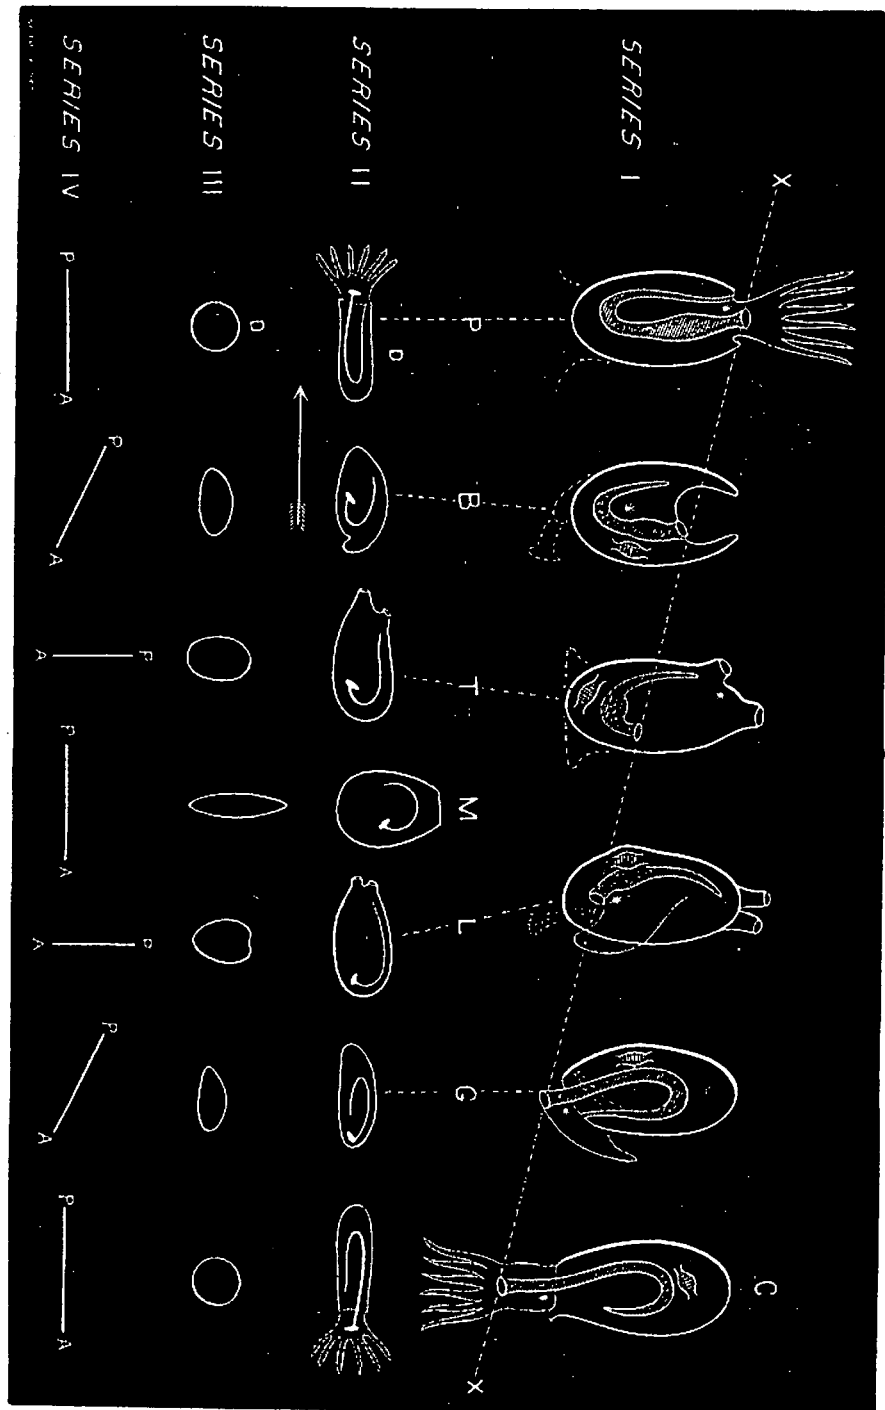 X
C
SERIES I
X
P B T M L G
D
SERIES II
D
SERIES III
P A P A P A P A P A P A P A
SERIES IV